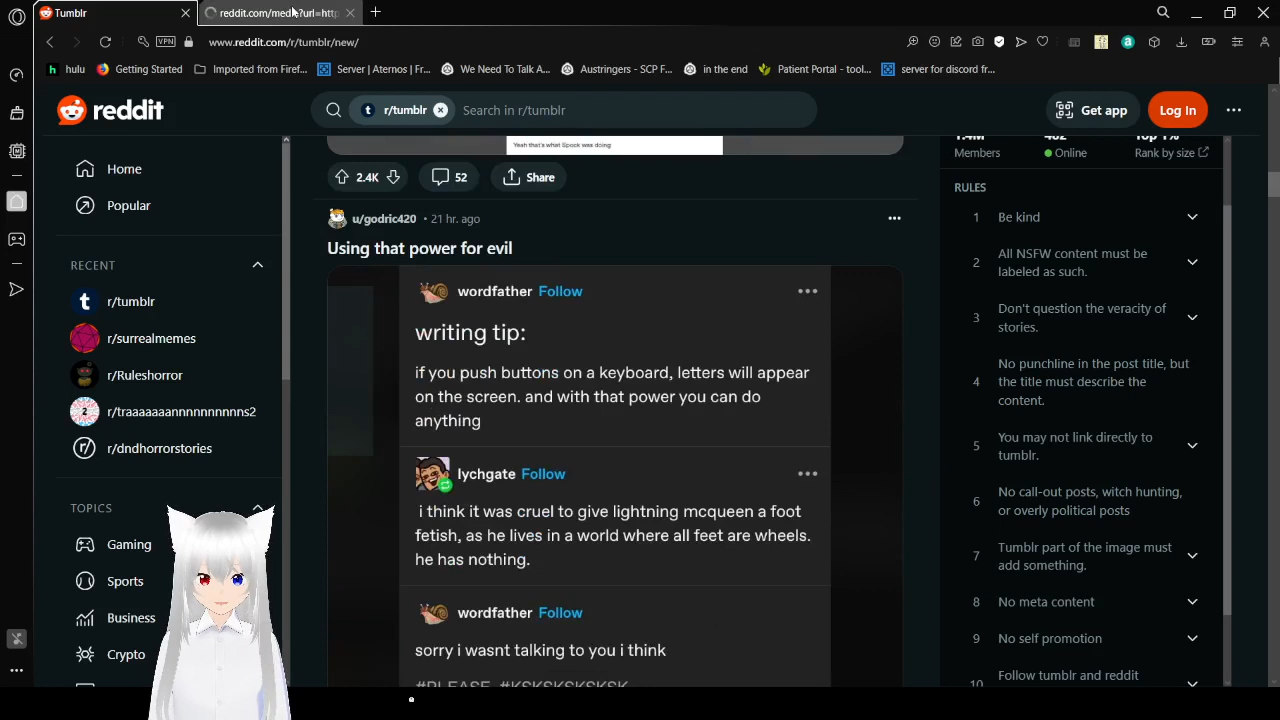 Tumblr
reddit.com/media?url=http
VPN
www.reddit.com/r/tumblr/new/
hulu
Getting Started
Imported from Firef...
Server | Aternos | Fr...
We Need To Talk A...
Austringers - SCP F...
in the end
Patient Portal - tool...
server for discord fr...
reddit
r/tumblr
Search in r/tumblr
Get app
Log In
Home
Popular
RECENT
r/tumblr
r/surrealmemes
r/Ruleshorror
r/traaaaaaannnnnnnnnns2
r/dndhorrorstories
TOPICS
Gaming
Sports
Business
Crypto
Yeah that's what Spock was doing
2.4K
52
Share
u/godric420 • 21 hr. ago
Using that power for evil
wordfather Follow
writing tip:
if you push buttons on a keyboard, letters will appear
on the screen. and with that power you can do
anything
lychgate Follow
i think it was cruel to give lightning mcqueen a foot
fetish, as he lives in a world where all feet are wheels.
he has nothing.
wordfather Follow
sorry i wasnt talking to you i think
#PLEASE #KSKSKSKSKSK
Members
Online
Top 1%
Rank by size
RULES
1 Be kind
2 All NSFW content must be
labeled as such.
3 Don't question the veracity of
stories.
4 No punchline in the post title, but
the title must describe the
content.
5 You may not link directly to
tumblr.
6 No call-out posts, witch hunting,
or overly political posts
7 Tumblr part of the image must
add something.
8 No meta content
9 No self promotion
10 Follow tumblr and reddit